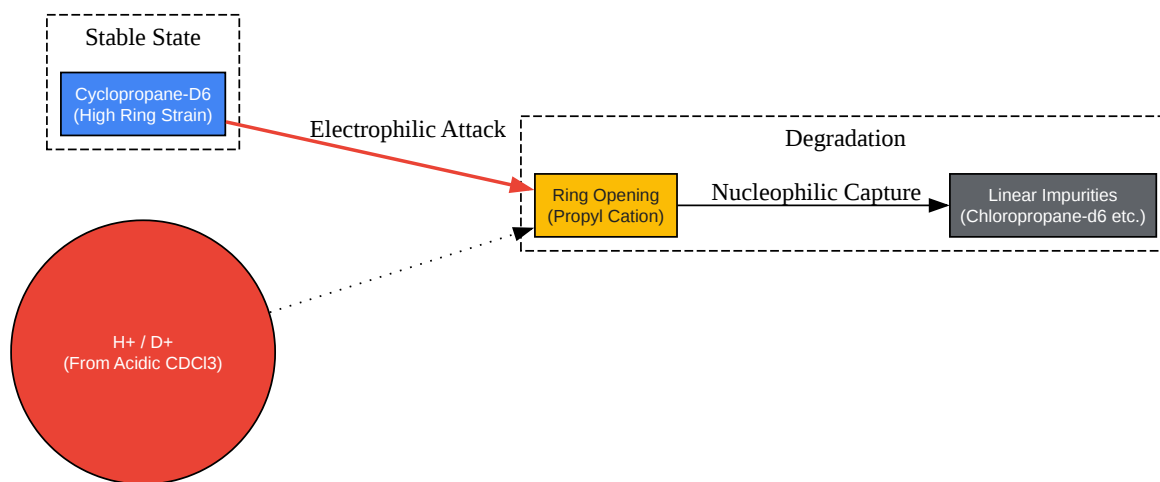 Stable State
Cyclopropane-D6
(High Ring Strain)
Electrophilic Attack
Degradation
Ring Opening
(Propyl Cation)
Nucleophilic Capture
Linear Impurities
(Chloropropane-d6 etc.)
H+ / D+
(From Acidic CDCl3)